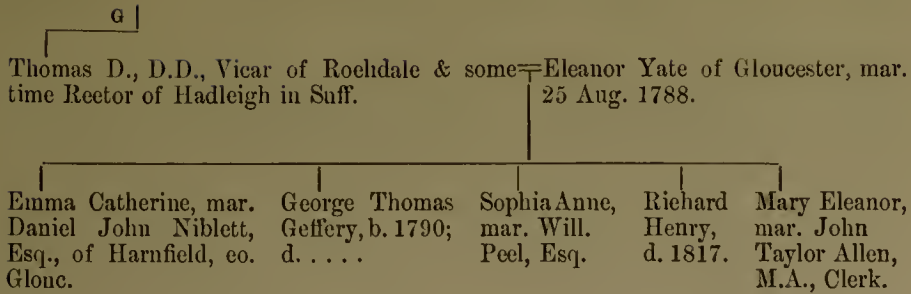 G
Thomas D., D.D., Vicar of Rochdale & some=Eleanor Yate of Gloucester, mar.
time Rector of Hadleigh in Suff. 25 Aug. 1788.
Emma Catherine, mar.
Daniel John Niblett,
Esq., of Harnfield, co.
Glouc.
George Thomas
Geffery, b. 1790;
d. . . . .
Sophia Anne,
mar. Will.
Peel, Esq.
Richard
Henry,
d. 1817.
Mary Eleanor,
mar. John
Taylor Allen,
M.A., Clerk.